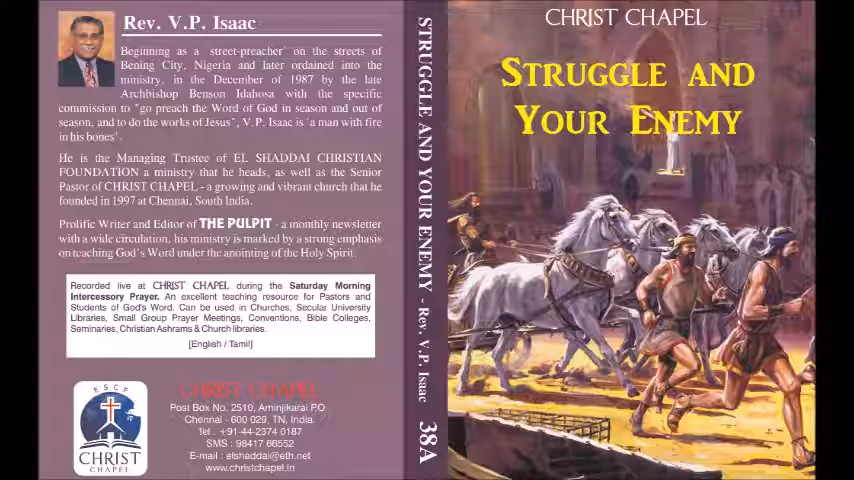 Rev. V.P. Isaac
Beginning as a 'street-preacher' on the streets of
Bening City, Nigeria and later ordained into the
ministry, in the December of 1987 by the late
Archbishop Benson Idahosa with the specific
commission to "go preach the Word of God in season and out of
season, and to do the works of Jesus", V.P. Isaac is 'a man with fire
in his bones'.
He is the Managing Trustee of EL SHADDAI CHRISTIAN
FOUNDATION a ministry that he heads, as well as the Senior
Pastor of CHRIST CHAPEL - a growing and vibrant church that he
founded in 1997 at Chennai, South India.
Prolific Writer and Editor of THE PULPIT - a monthly newsletter
with a wide circulation, his ministry is marked by a strong emphasis
on teaching God's Word under the anointing of the Holy Spirit.
Recorded live at CHRIST CHAPEL during the Saturday Morning
Intercessory Prayer. An excellent teaching resource for Pastors and
Students of God's Word. Can be used in Churches, Secular University
Libraries, Small Group Prayer Meetings, Conventions, Bible Colleges,
Seminaries, Christian Ashrams & Church libraries.
[English / Tamil]
ESCF
CHRIST
CHAPEL
CHRIST CHAPEL
Post Box No. 2510, Aminjikarai P.O.
Chennai - 600 029, TN, India.
Tel : +91-44-2374 0187
SMS : 98417 66552
E-mail : elshaddai@eth.net
www.christchapel.in
STRUGGLE AND YOUR ENEMY - Rev. V.P. Isaac 38A
CHRIST CHAPEL
STRUGGLE AND
YOUR ENEMY